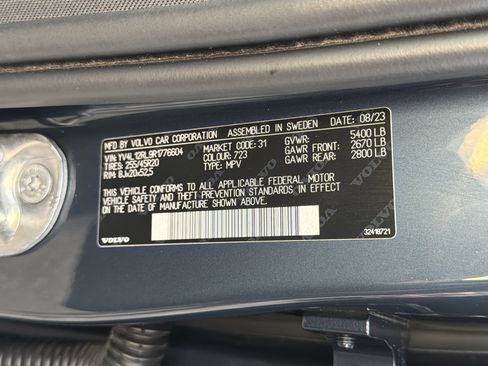 MFD BY VOLVO CAR CORPORATION ASSEMBLED IN SWEDEN DATE: 08/23
VIN: YV4L12RL9R1776604 MARKET: 31 GVWR: 5400 LB
TIRES: 255/45R20 COLOUR: 723 GAWR FRONT: 2670 LB
RIM: 8Jx20x52,5 TYPE: MPV GAWR REAR: 2800 LB
THIS VEHICLE CONFORMS TO ALL APPLICABLE FEDERAL MOTOR
VEHICLE SAFETY AND THEFT PREVENTION STANDARDS IN EFFECT
ON THE DATE OF MANUFACTURE SHOWN ABOVE.
VOLVO 32418721